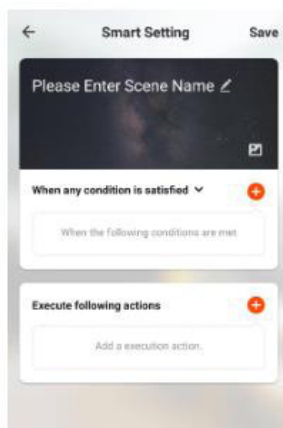 Smart Setting
Save
Please Enter Scene Name
When any condition is satisfied
When the following conditions are met
Execute following actions
Add a execution action.